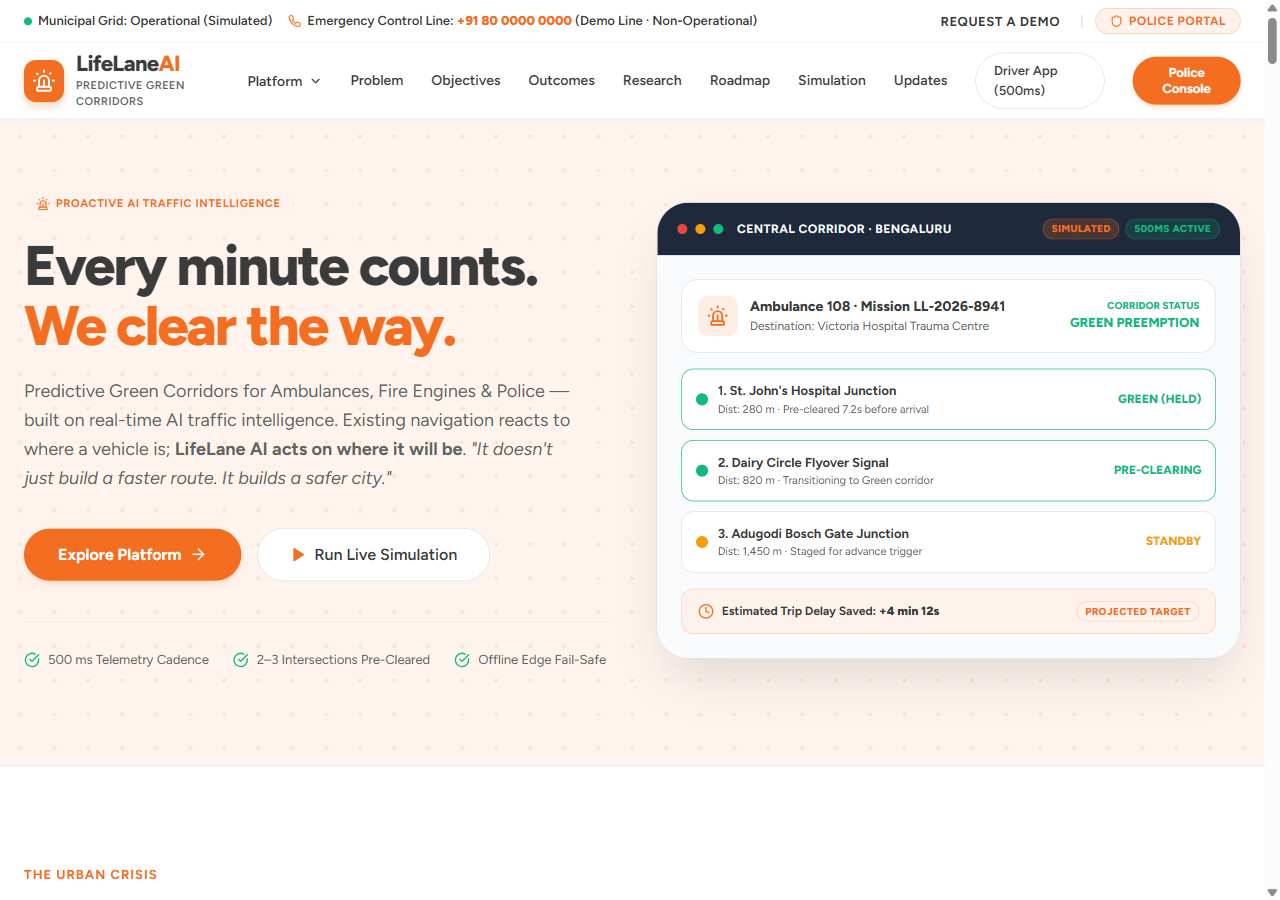 Municipal Grid: Operational (Simulated) Emergency Control Line: +91 80 0000 0000 (Demo Line · Non-Operational) REQUEST A DEMO POLICE PORTAL
LifeLaneAI
PREDICTIVE GREEN
CORRIDORS
Platform Problem Objectives Outcomes Research Roadmap Simulation Updates
Driver App
(500ms)
Police
Console
PROACTIVE AI TRAFFIC INTELLIGENCE
Every minute counts.
We clear the way.
Predictive Green Corridors for Ambulances, Fire Engines & Police —
built on real-time AI traffic intelligence. Existing navigation reacts to
where a vehicle is; LifeLane AI acts on where it will be. "It doesn't
just build a faster route. It builds a safer city."
Explore Platform Run Live Simulation
500 ms Telemetry Cadence 2–3 Intersections Pre-Cleared Offline Edge Fail-Safe
CENTRAL CORRIDOR · BENGALURU SIMULATED 500MS ACTIVE
Ambulance 108 · Mission LL-2026-8941
Destination: Victoria Hospital Trauma Centre
CORRIDOR STATUS
GREEN PREEMPTION
1. St. John's Hospital Junction
Dist: 280 m · Pre-cleared 7.2s before arrival
GREEN (HELD)
2. Dairy Circle Flyover Signal
Dist: 820 m · Transitioning to Green corridor
PRE-CLEARING
3. Adugodi Bosch Gate Junction
Dist: 1,450 m · Staged for advance trigger
STANDBY
Estimated Trip Delay Saved: +4 min 12s PROJECTED TARGET
THE URBAN CRISIS